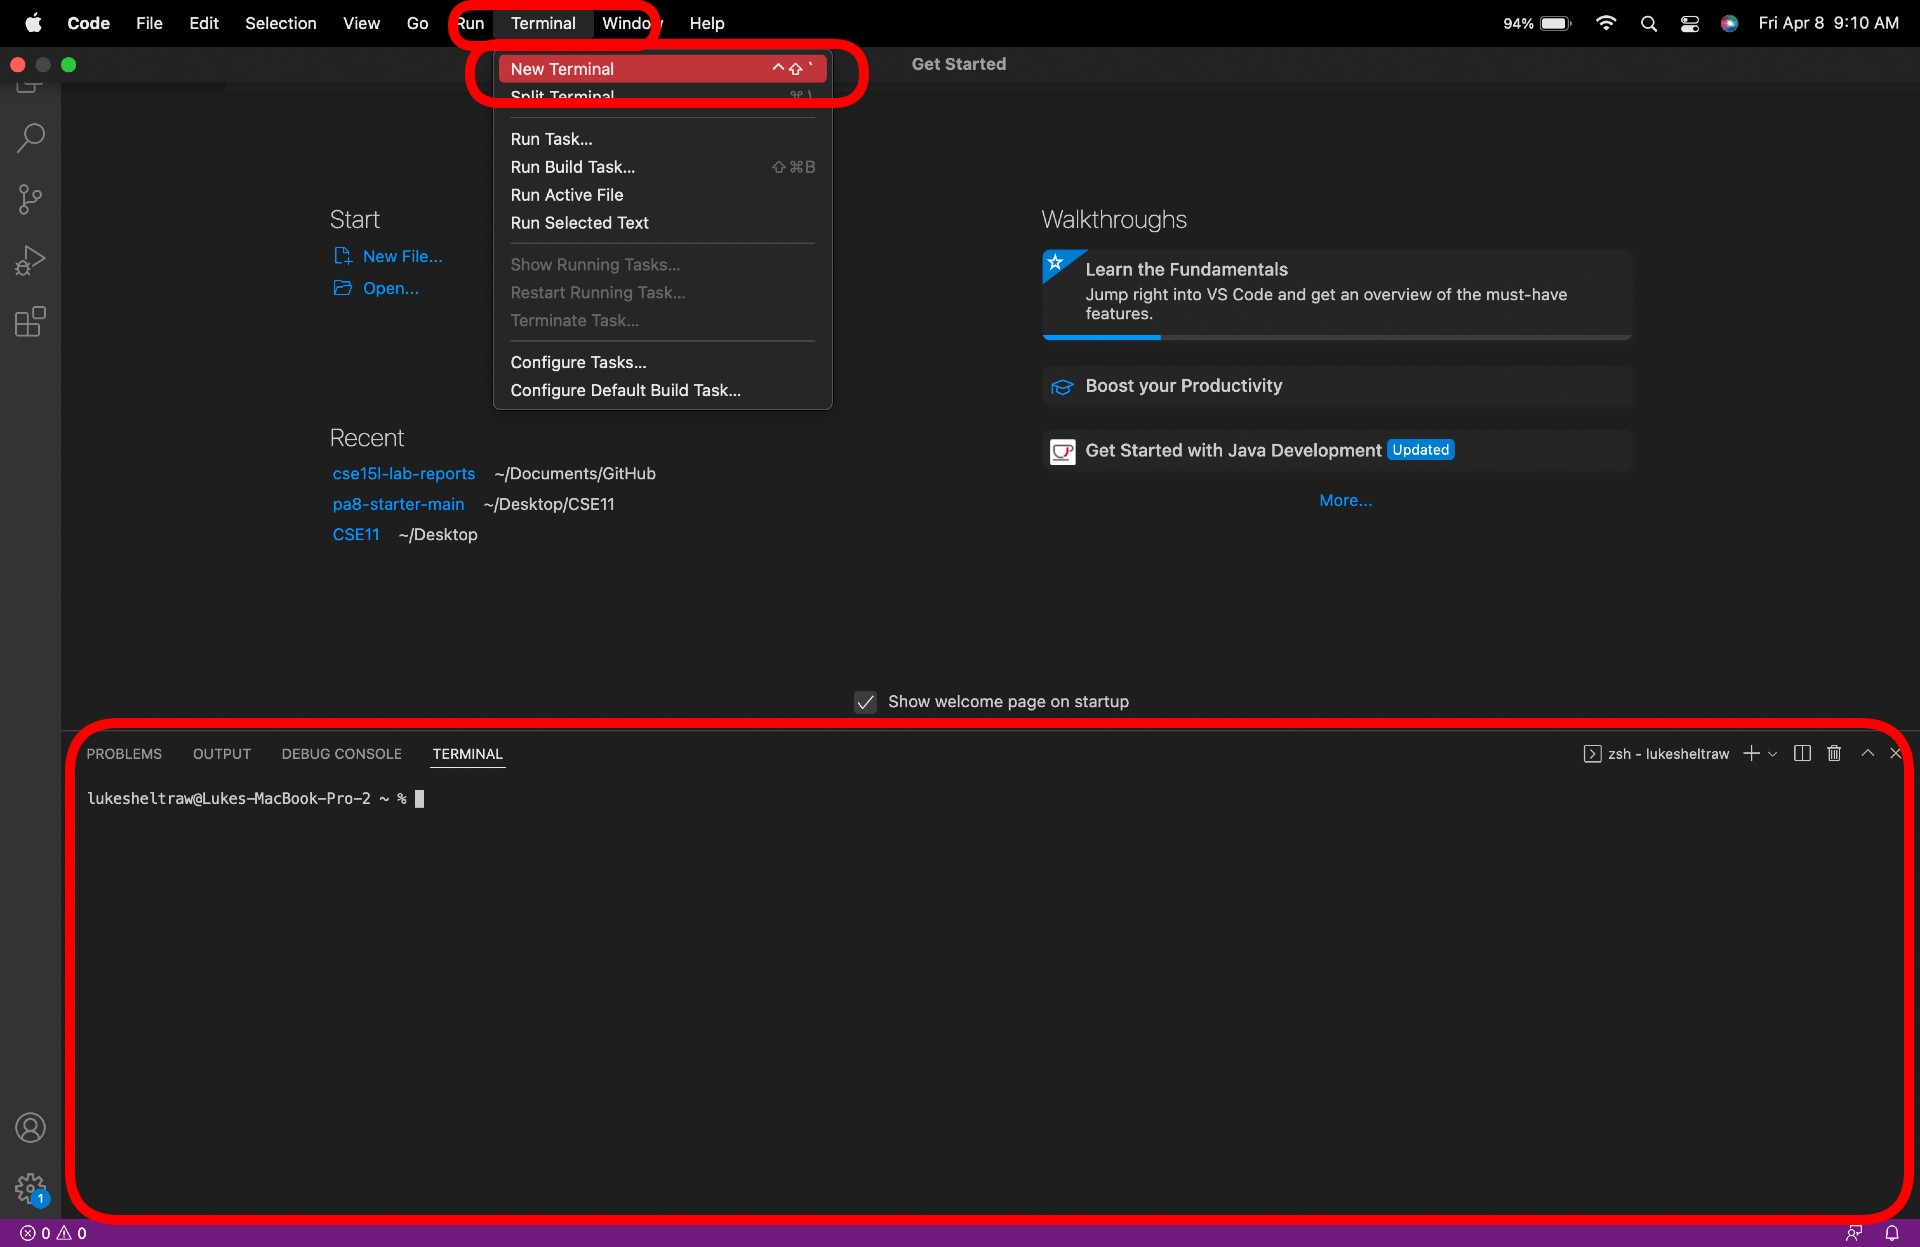 Code File Edit Selection View Go Run Terminal Window Help 94% Fri Apr 8 9:10 AM
Get Started
New Terminal ^⇧`
Split Terminal ⌘\
Run Task...
Run Build Task... ⇧⌘B
Run Active File
Run Selected Text
Show Running Tasks...
Restart Running Task...
Terminate Task...
Configure Tasks...
Configure Default Build Task...
Start
New File...
Open...
Recent
cse15l-lab-reports ~/Documents/GitHub
pa8-starter-main ~/Desktop/CSE11
CSE11 ~/Desktop
Walkthroughs
Learn the Fundamentals
Jump right into VS Code and get an overview of the must-have
features.
Boost your Productivity
Get Started with Java Development Updated
More...
Show welcome page on startup
PROBLEMS OUTPUT DEBUG CONSOLE TERMINAL zsh - lukesheltraw
lukesheltraw@Lukes-MacBook-Pro-2 ~ %
1
0 0